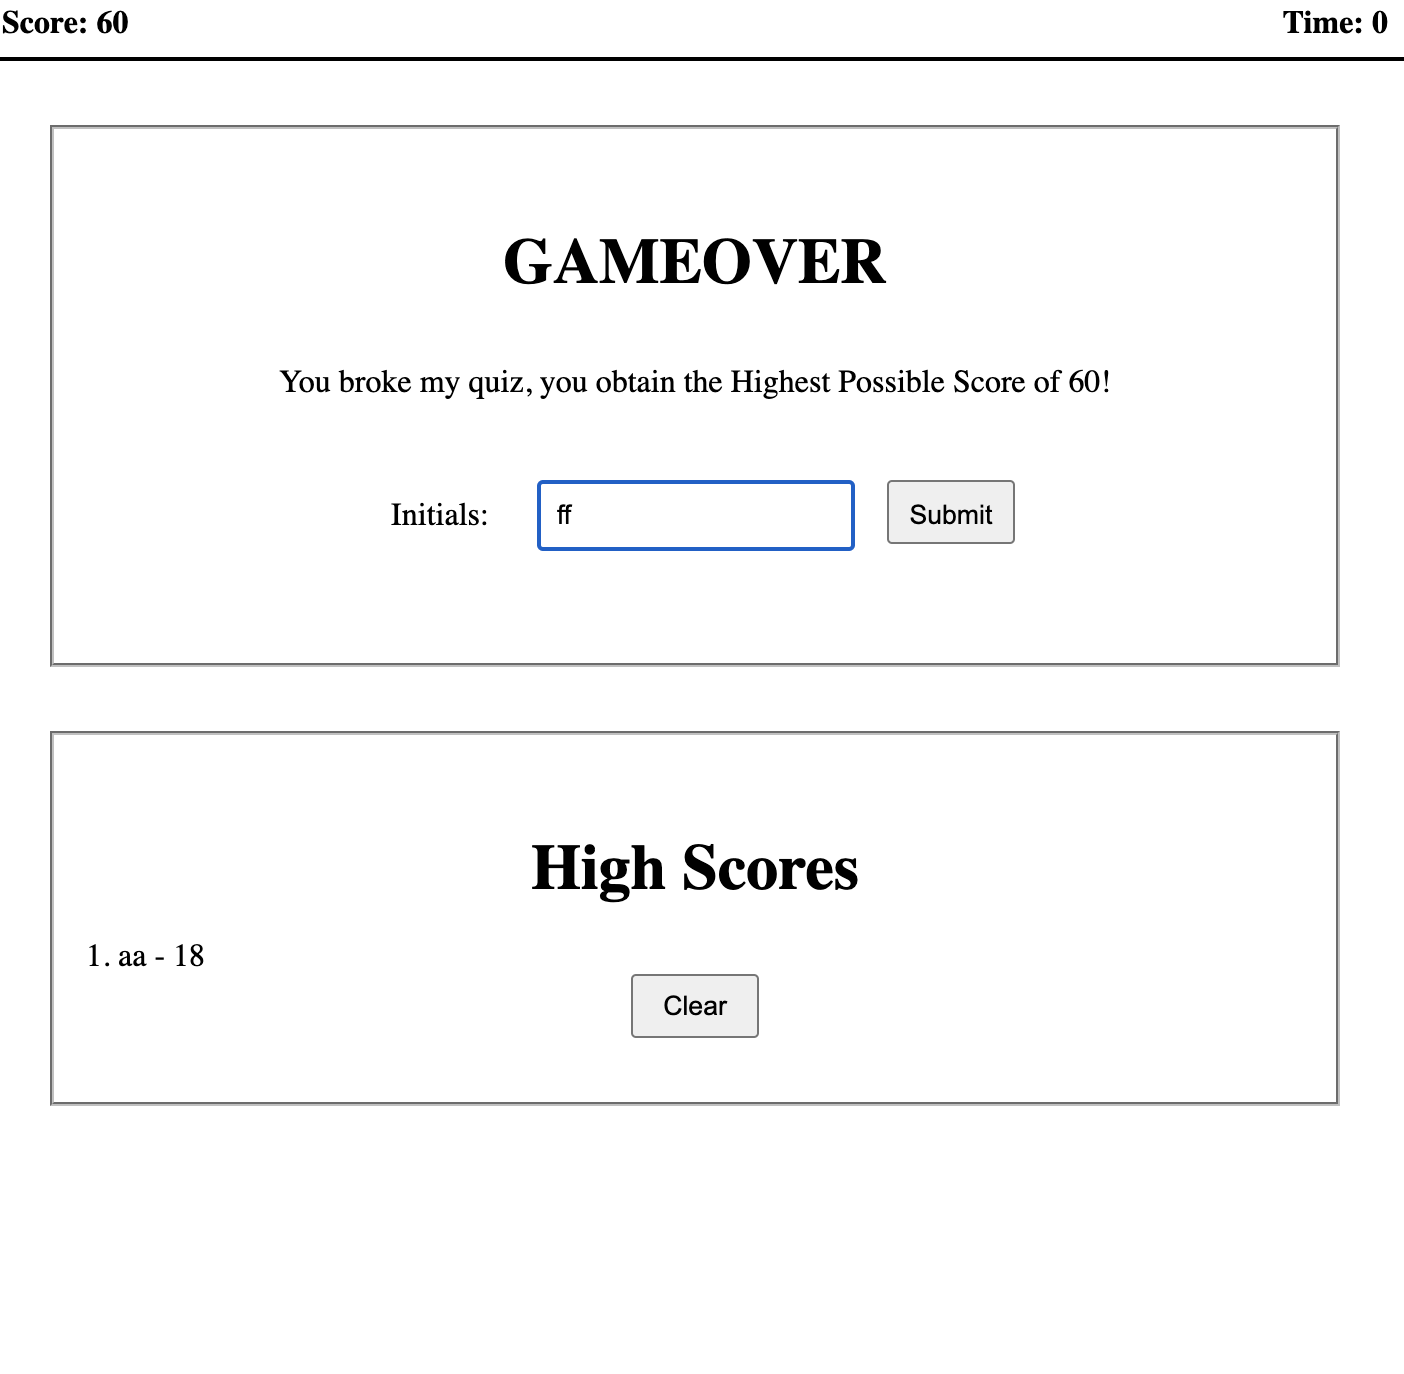 Score: 60 Time: 0
GAMEOVER
You broke my quiz, you obtain the Highest Possible Score of 60!
Initials: ff Submit
High Scores
1. aa - 18
Clear